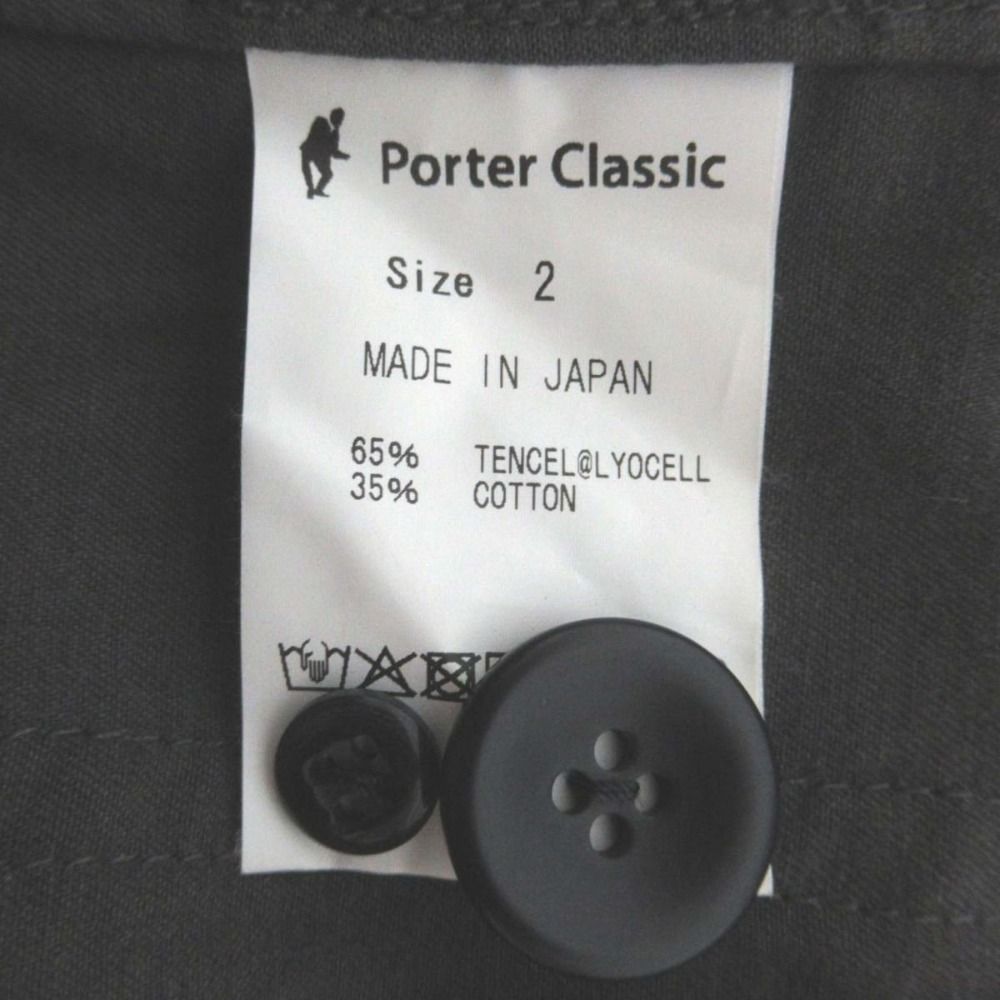 Porter Classic
Size 2
MADE IN JAPAN
65% TENCEL@LYOCELL
35% COTTON